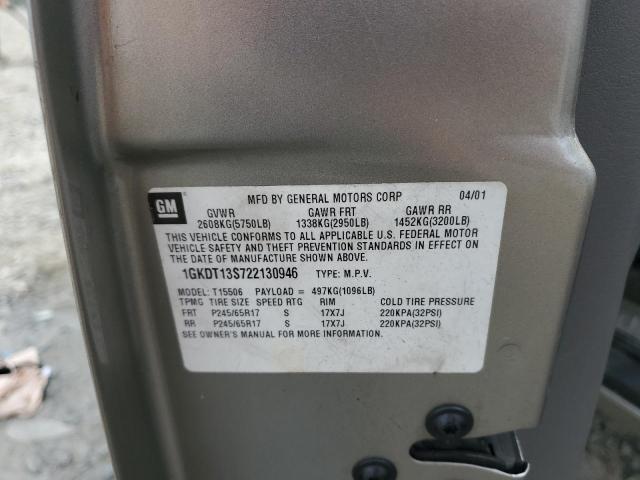 GM
MFD BY GENERAL MOTORS CORP 04/01
GVWR GAWR FRT GAWR RR
2608KG(5750LB) 1338KG(2950LB) 1452KG(3200LB)
THIS VEHICLE CONFORMS TO ALL APPLICABLE U.S. FEDERAL MOTOR
VEHICLE SAFETY AND THEFT PREVENTION STANDARDS IN EFFECT ON
THE DATE OF MANUFACTURE SHOWN ABOVE.
1GKDT13S722130946 TYPE: M.P.V.
MODEL: T15506 PAYLOAD = 497KG(1096LB)
TPMG TIRE SIZE SPEED RTG RIM COLD TIRE PRESSURE
FRT P245/65R17 S 17X7J 220KPA(32PSI)
RR P245/65R17 S 17X7J 220KPA(32PSI)
SEE OWNER'S MANUAL FOR MORE INFORMATION.